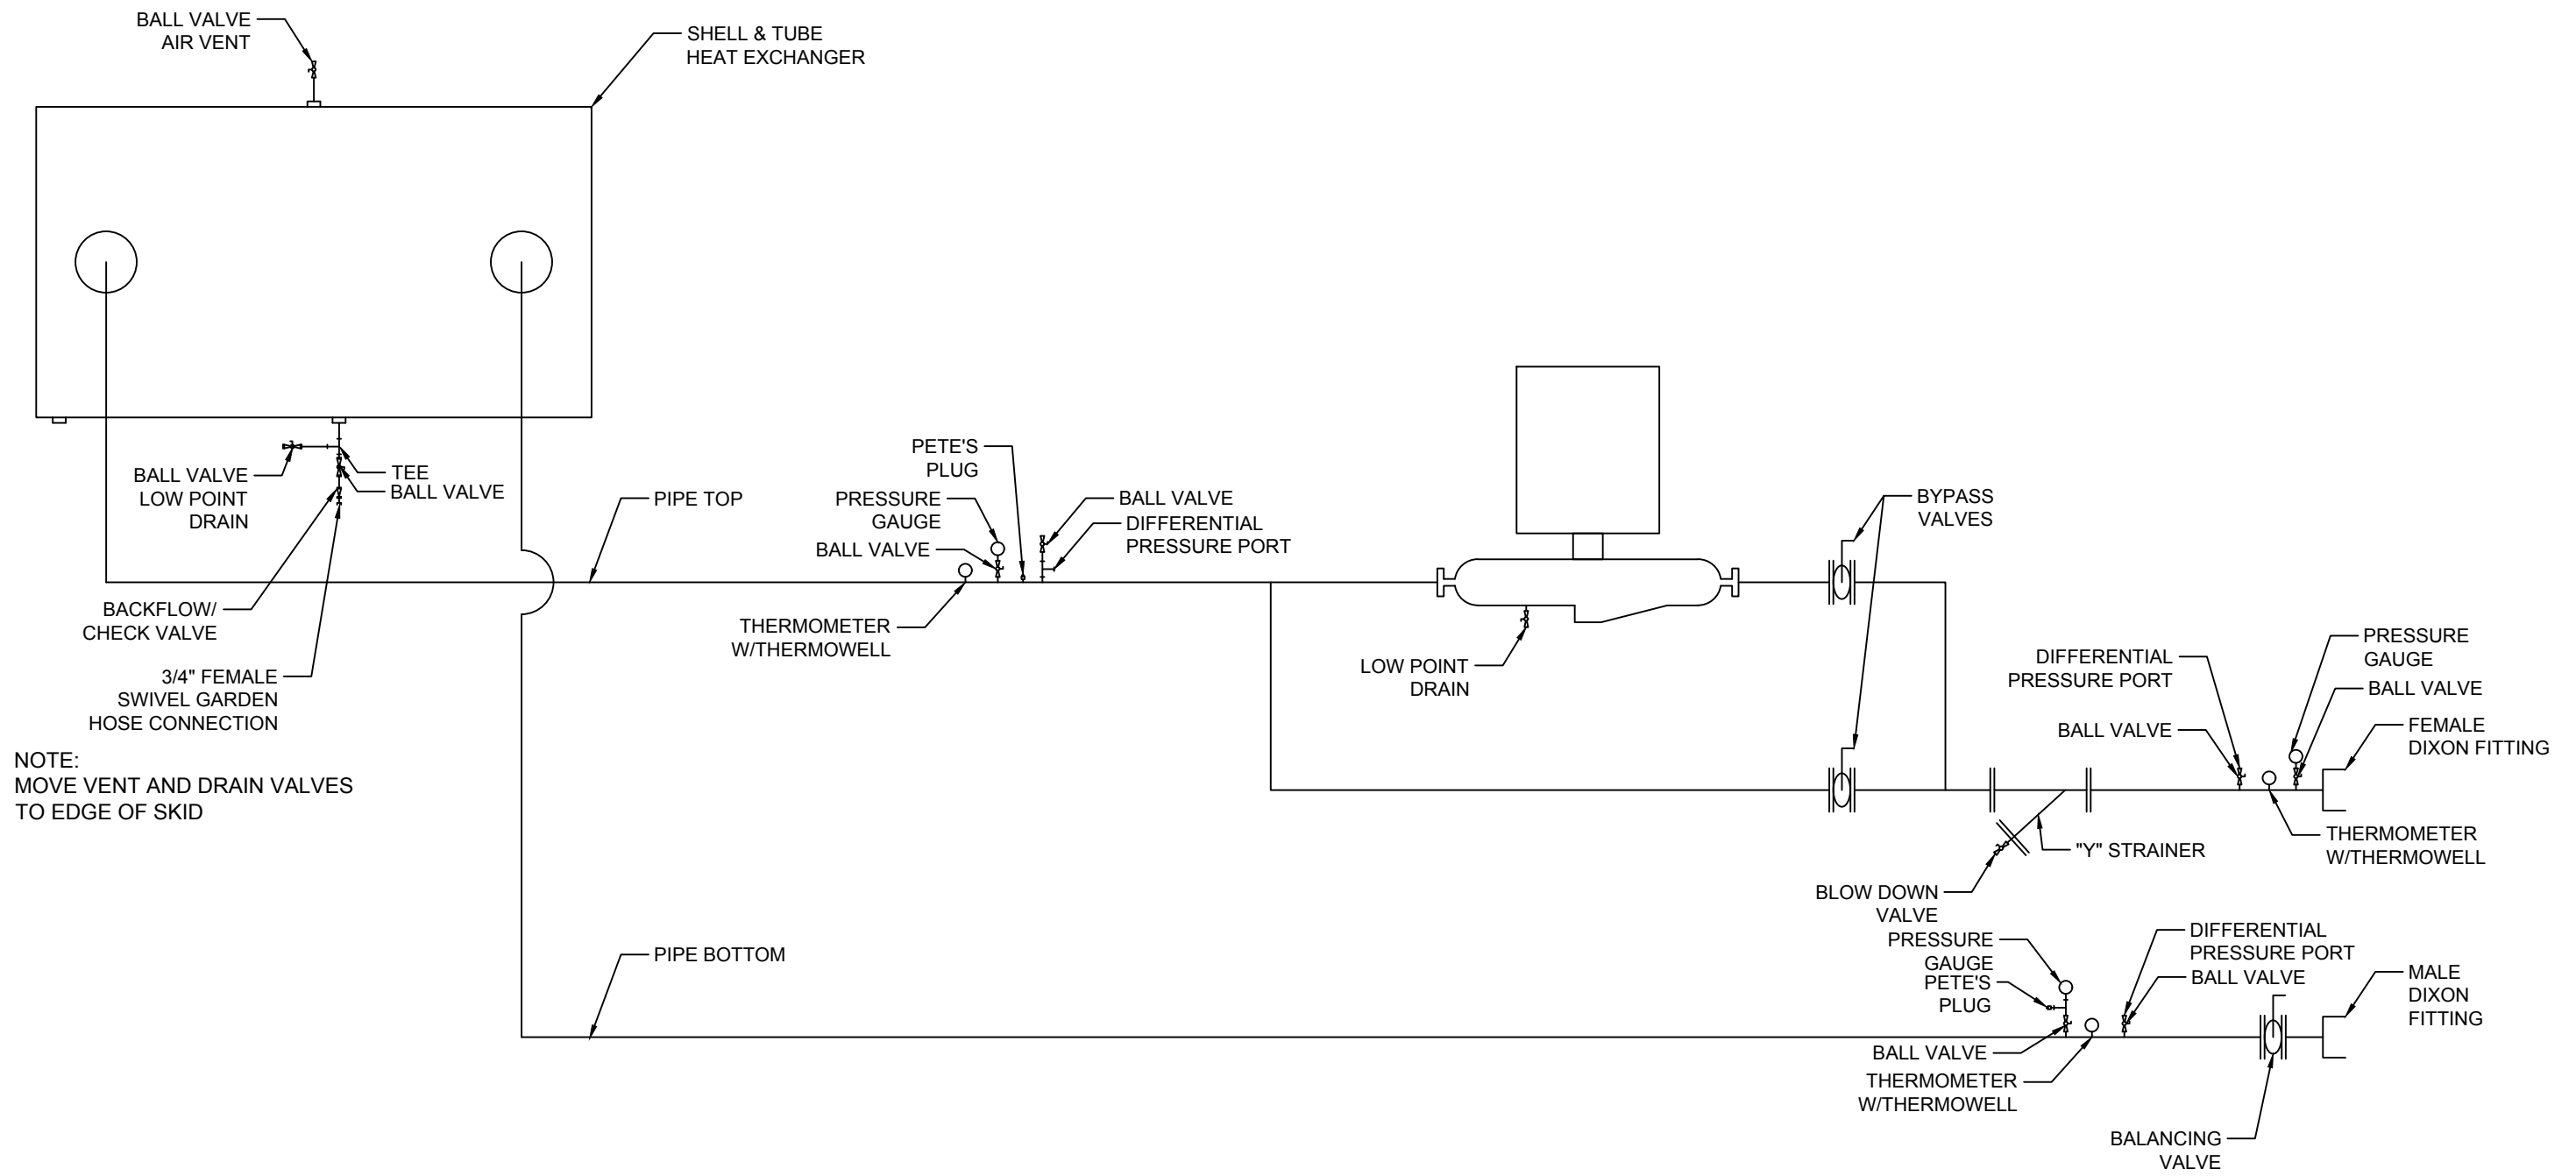 BALL VALVE
AIR VENT
SHELL & TUBE
HEAT EXCHANGER
BALL VALVE
LOW POINT
DRAIN
TEE
BALL VALVE
BACKFLOW/
CHECK VALVE
3/4" FEMALE
SWIVEL GARDEN
HOSE CONNECTION
NOTE:
MOVE VENT AND DRAIN VALVES
TO EDGE OF SKID
PIPE TOP
PETE'S
PLUG
PRESSURE
GAUGE
BALL VALVE
BALL VALVE
DIFFERENTIAL
PRESSURE PORT
THERMOMETER
W/THERMOWELL
LOW POINT
DRAIN
BYPASS
VALVES
DIFFERENTIAL
PRESSURE PORT
BALL VALVE
PRESSURE
GAUGE
BALL VALVE
FEMALE
DIXON FITTING
THERMOMETER
W/THERMOWELL
"Y" STRAINER
BLOW DOWN
VALVE
PIPE BOTTOM
PRESSURE
GAUGE
PETE'S
PLUG
DIFFERENTIAL
PRESSURE PORT
BALL VALVE
MALE
DIXON
FITTING
BALL VALVE
THERMOMETER
W/THERMOWELL
BALANCING
VALVE